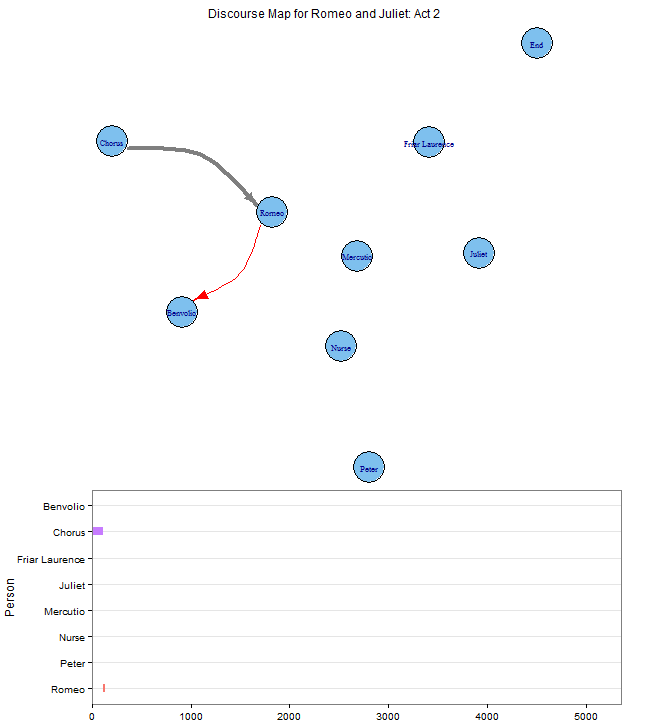 Discourse Map for Romeo and Juliet: Act 2
End
Chorus
Friar Laurence
Romeo
Mercutio
Juliet
Benvolio
Nurse
Peter
Person
Benvolio
Chorus
Friar Laurence
Juliet
Mercutio
Nurse
Peter
Romeo
0 1000 2000 3000 4000 5000